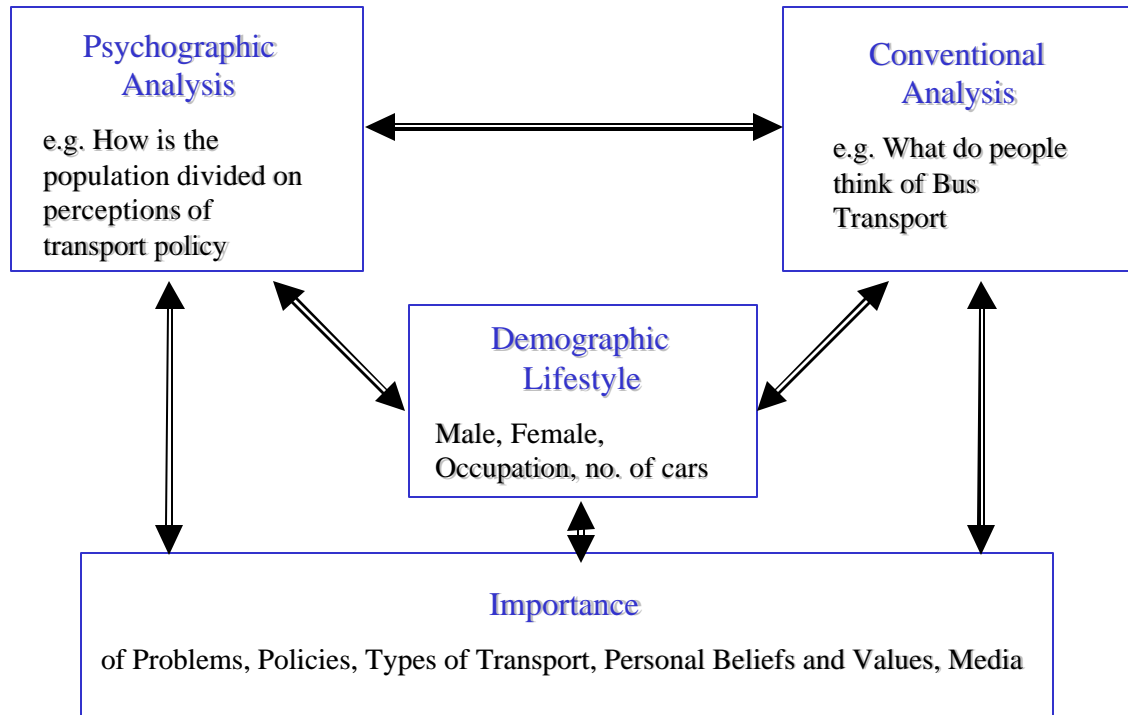 Psychographic
Analysis
e.g. How is the
population divided on
perceptions of
transport policy
Conventional
Analysis
e.g. What do people
think of Bus
Transport
Demographic
Lifestyle
Male, Female,
Occupation, no. of cars
Importance
of Problems, Policies, Types of Transport, Personal Beliefs and Values, Media